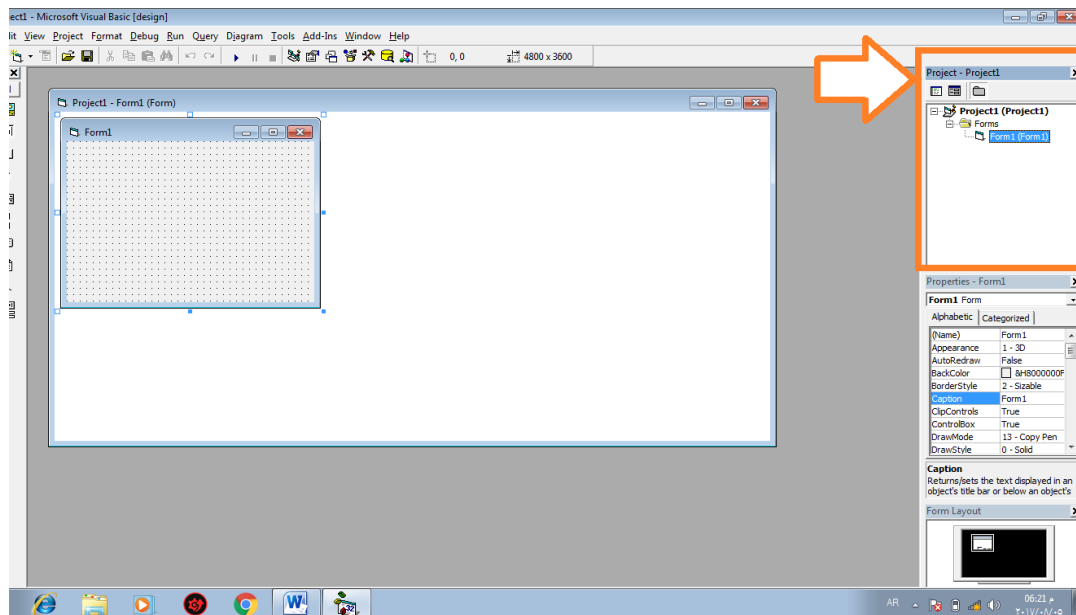 ect1 - Microsoft Visual Basic [design]
lit View Project Format Debug Run Query Diagram Tools Add-Ins Window Help
0,0 4800 x 3600
Project - Project1
Project1 (Project1)
Forms
Form1 (Form1)
Project1 - Form1 (Form)
Form1
Properties - Form1
Form1 Form
Alphabetic Categorized
(Name) Form1
Appearance 1 - 3D
AutoRedraw False
BackColor &H8000000F
BorderStyle 2 - Sizable
Caption Form1
ClipControls True
ControlBox True
DrawMode 13 - Copy Pen
DrawStyle 0 - Solid
Caption
Returns/sets the text displayed in an
object's title bar or below an object's
Form Layout
W 32
AR
06:21 م
٢٠١٧/٠٨/٠٥